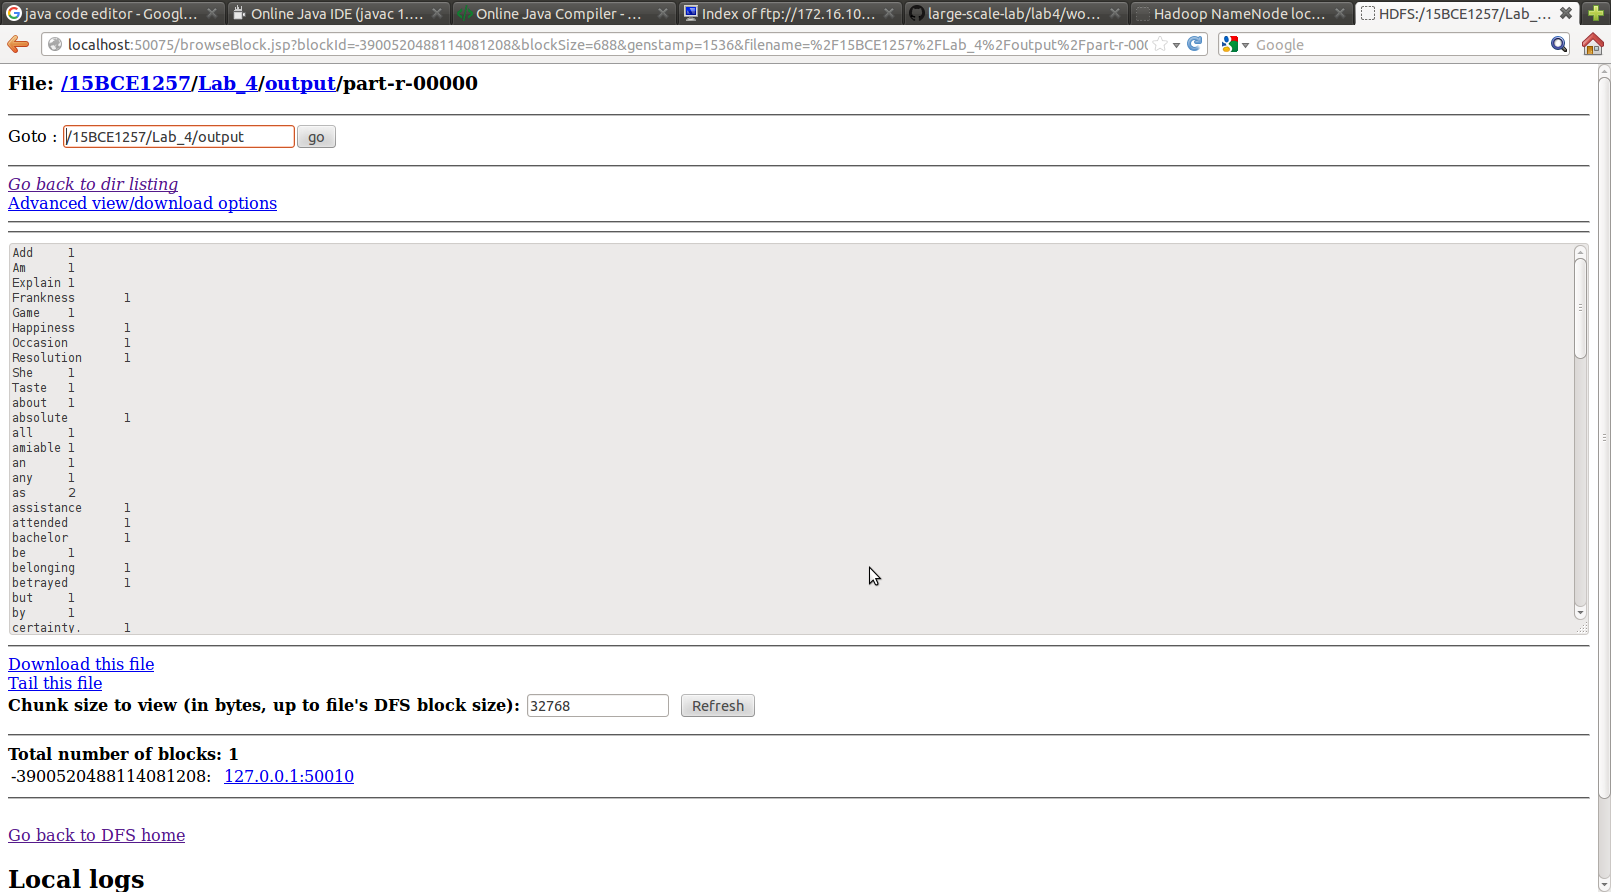 java code editor - Googl...
Online Java IDE (javac 1....
Online Java Compiler - ...
Index of ftp://172.16.10...
large-scale-lab/lab4/wo...
Hadoop NameNode loc...
HDFS:/15BCE1257/Lab_...
localhost:50075/browseBlock.jsp?blockId=-3900520488114081208&blockSize=688&genstamp=1536&filename=%2F15BCE1257%2FLab_4%2Foutput%2Fpart-r-000
Google
File: /15BCE1257/Lab_4/output/part-r-00000
Goto : /15BCE1257/Lab_4/output go
Go back to dir listing
Advanced view/download options
Add 1
Am 1
Explain 1
Frankness 1
Game 1
Happiness 1
Occasion 1
Resolution 1
She 1
Taste 1
about 1
absolute 1
all 1
amiable 1
an 1
any 1
as 2
assistance 1
attended 1
bachelor 1
be 1
belonging 1
betrayed 1
but 1
by 1
certainty. 1
Download this file
Tail this file
Chunk size to view (in bytes, up to file's DFS block size): 32768 Refresh
Total number of blocks: 1
-3900520488114081208: 127.0.0.1:50010
Go back to DFS home
Local logs